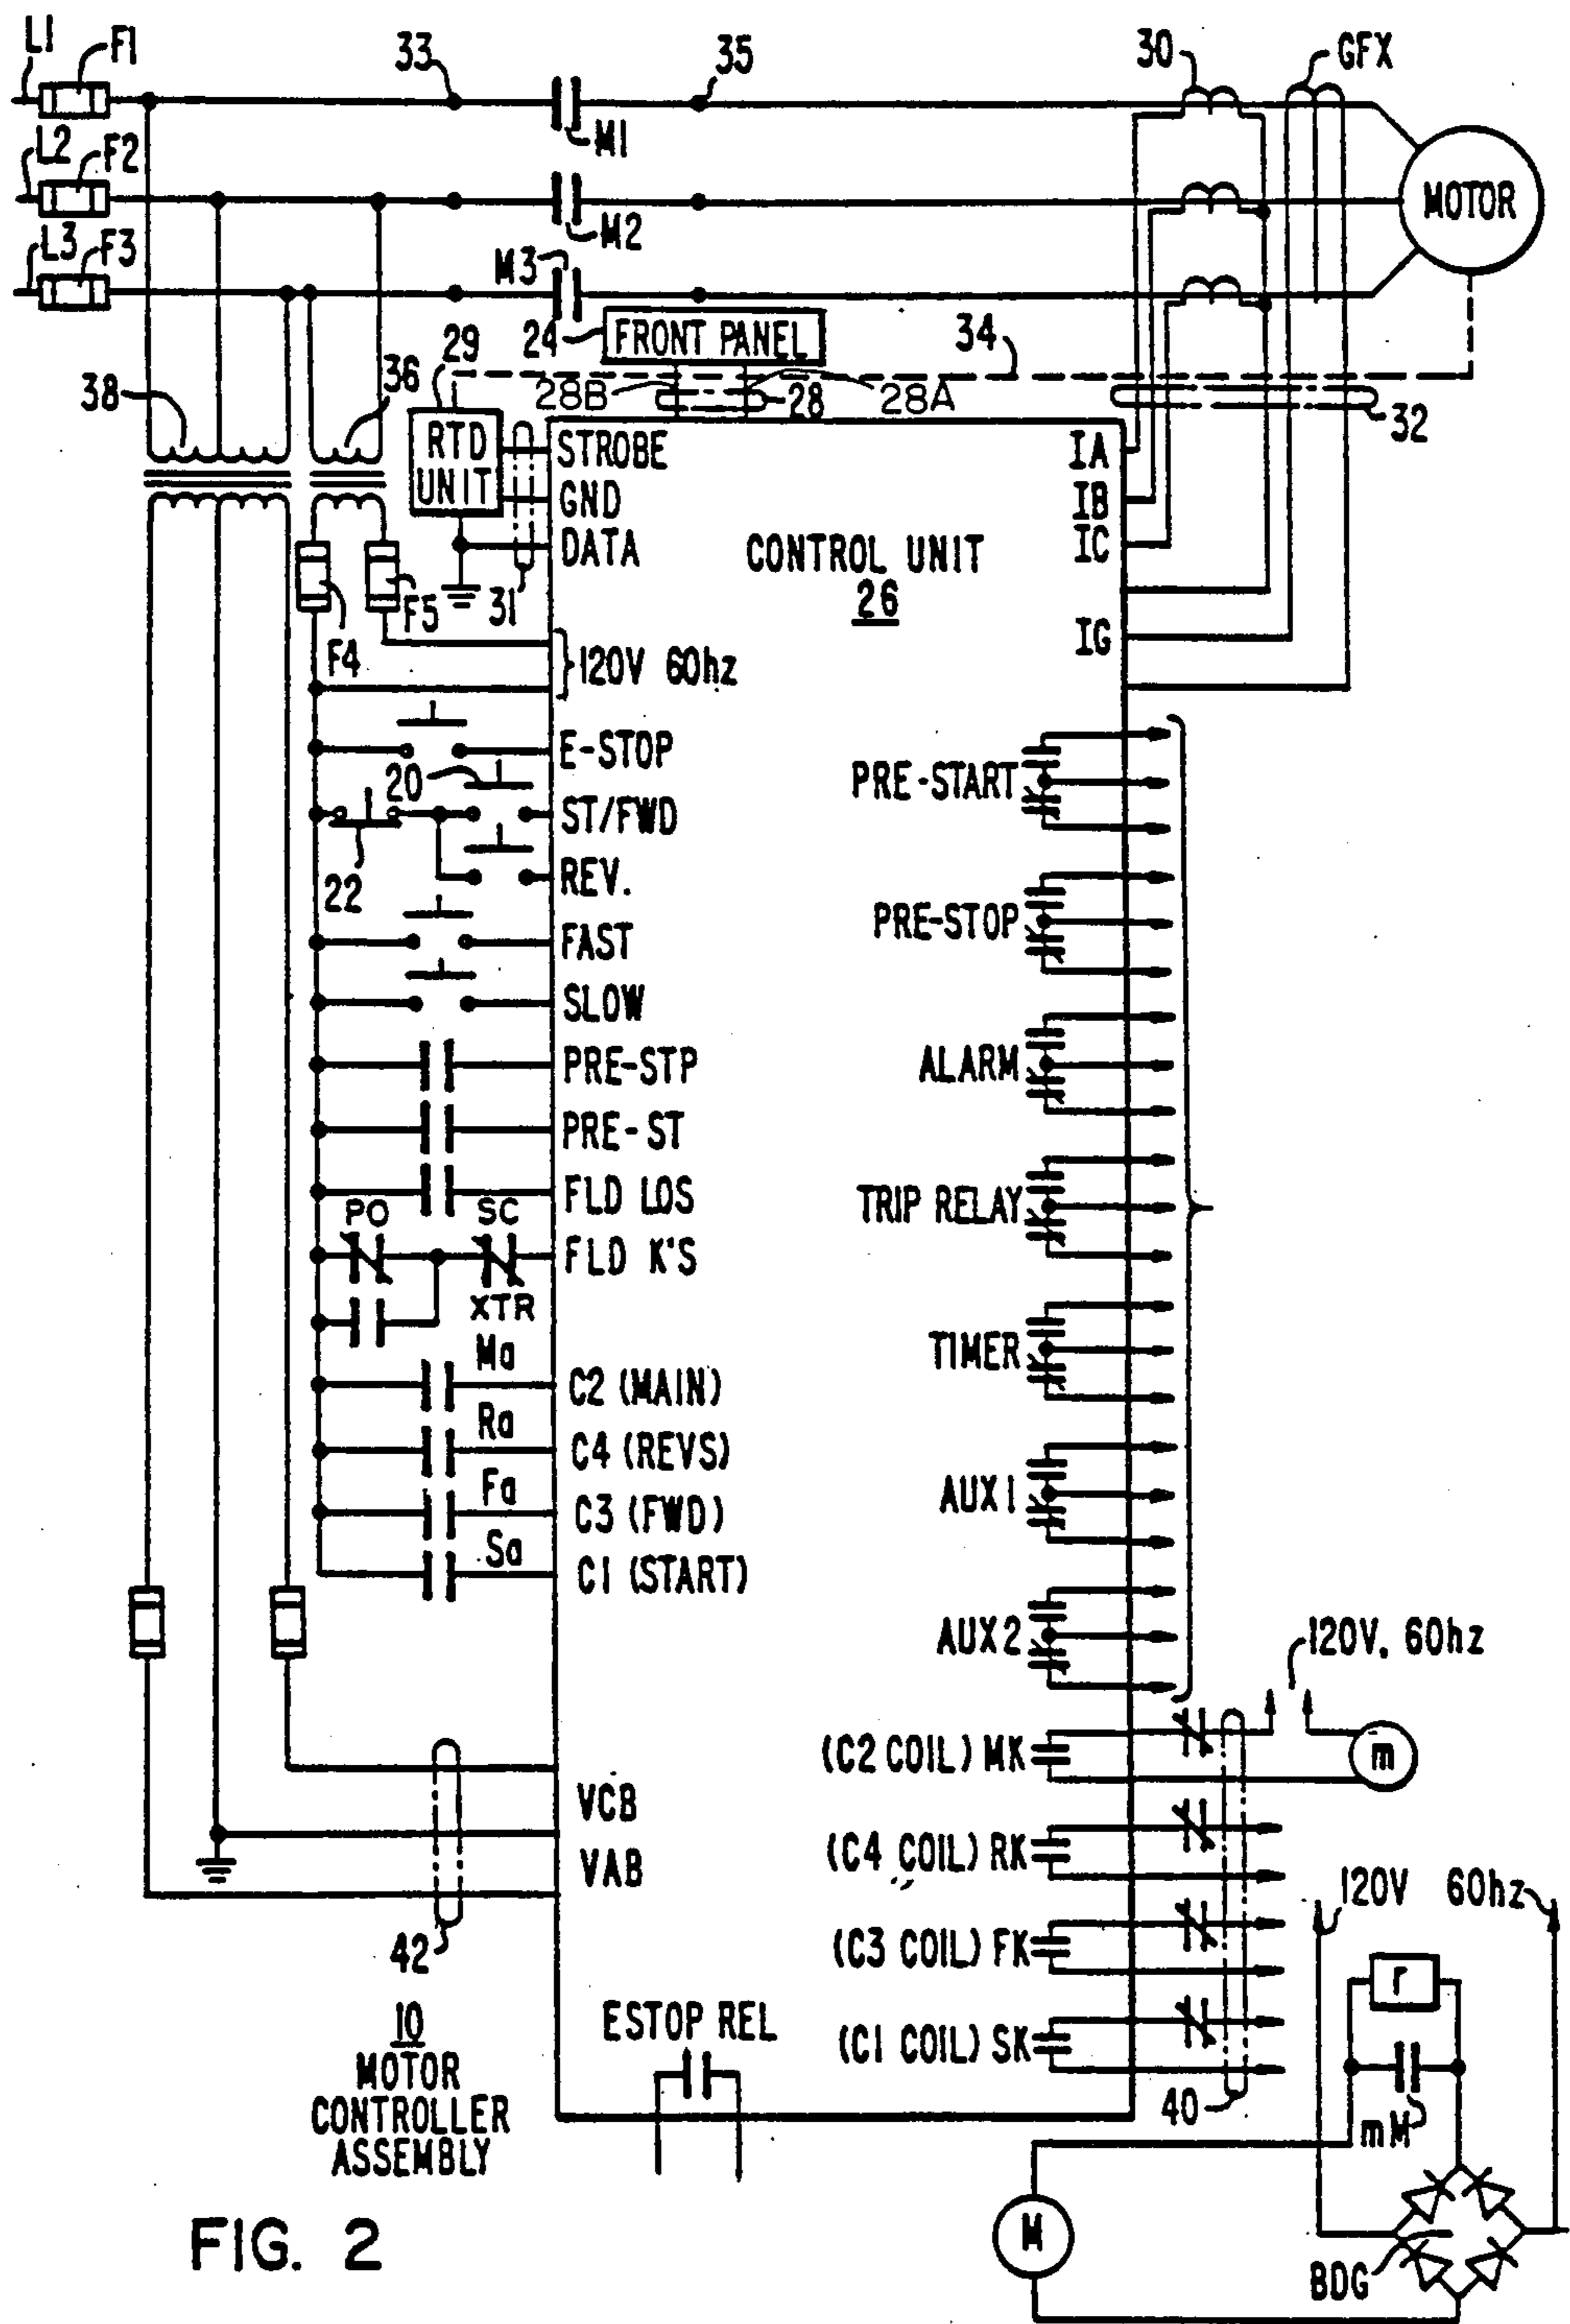 L1
F1
33
35
30
GFX
M1
L2
F2
MOTOR
M2
L3
F3
M3
29
24
FRONT PANEL
34
38
36
28B
28
28A
32
RTD
UNIT
STROBE
GND
DATA
IA
IB
IC
CONTROL UNIT
26
F4
F5
31
IG
120V 60hz
E-STOP
20
PRE-START
ST/FWD
22
REV.
PRE-STOP
FAST
SLOW
ALARM
PRE-STP
PRE-ST
FLD LOS
TRIP RELAY
PO
SC
FLD K'S
XTR
Ma
TIMER
C2 (MAIN)
Ra
C4 (REVS)
Fa
C3 (FWD)
AUX1
Sa
C1 (START)
AUX2
120V, 60hz
(C2 COIL) MK
m
VCB
(C4 COIL) RK
VAB
120V 60hz
42
(C3 COIL) FK
r
10
MOTOR
CONTROLLER
ASSEMBLY
ESTOP REL
(C1 COIL) SK
40
mM
M
BDG
FIG. 2